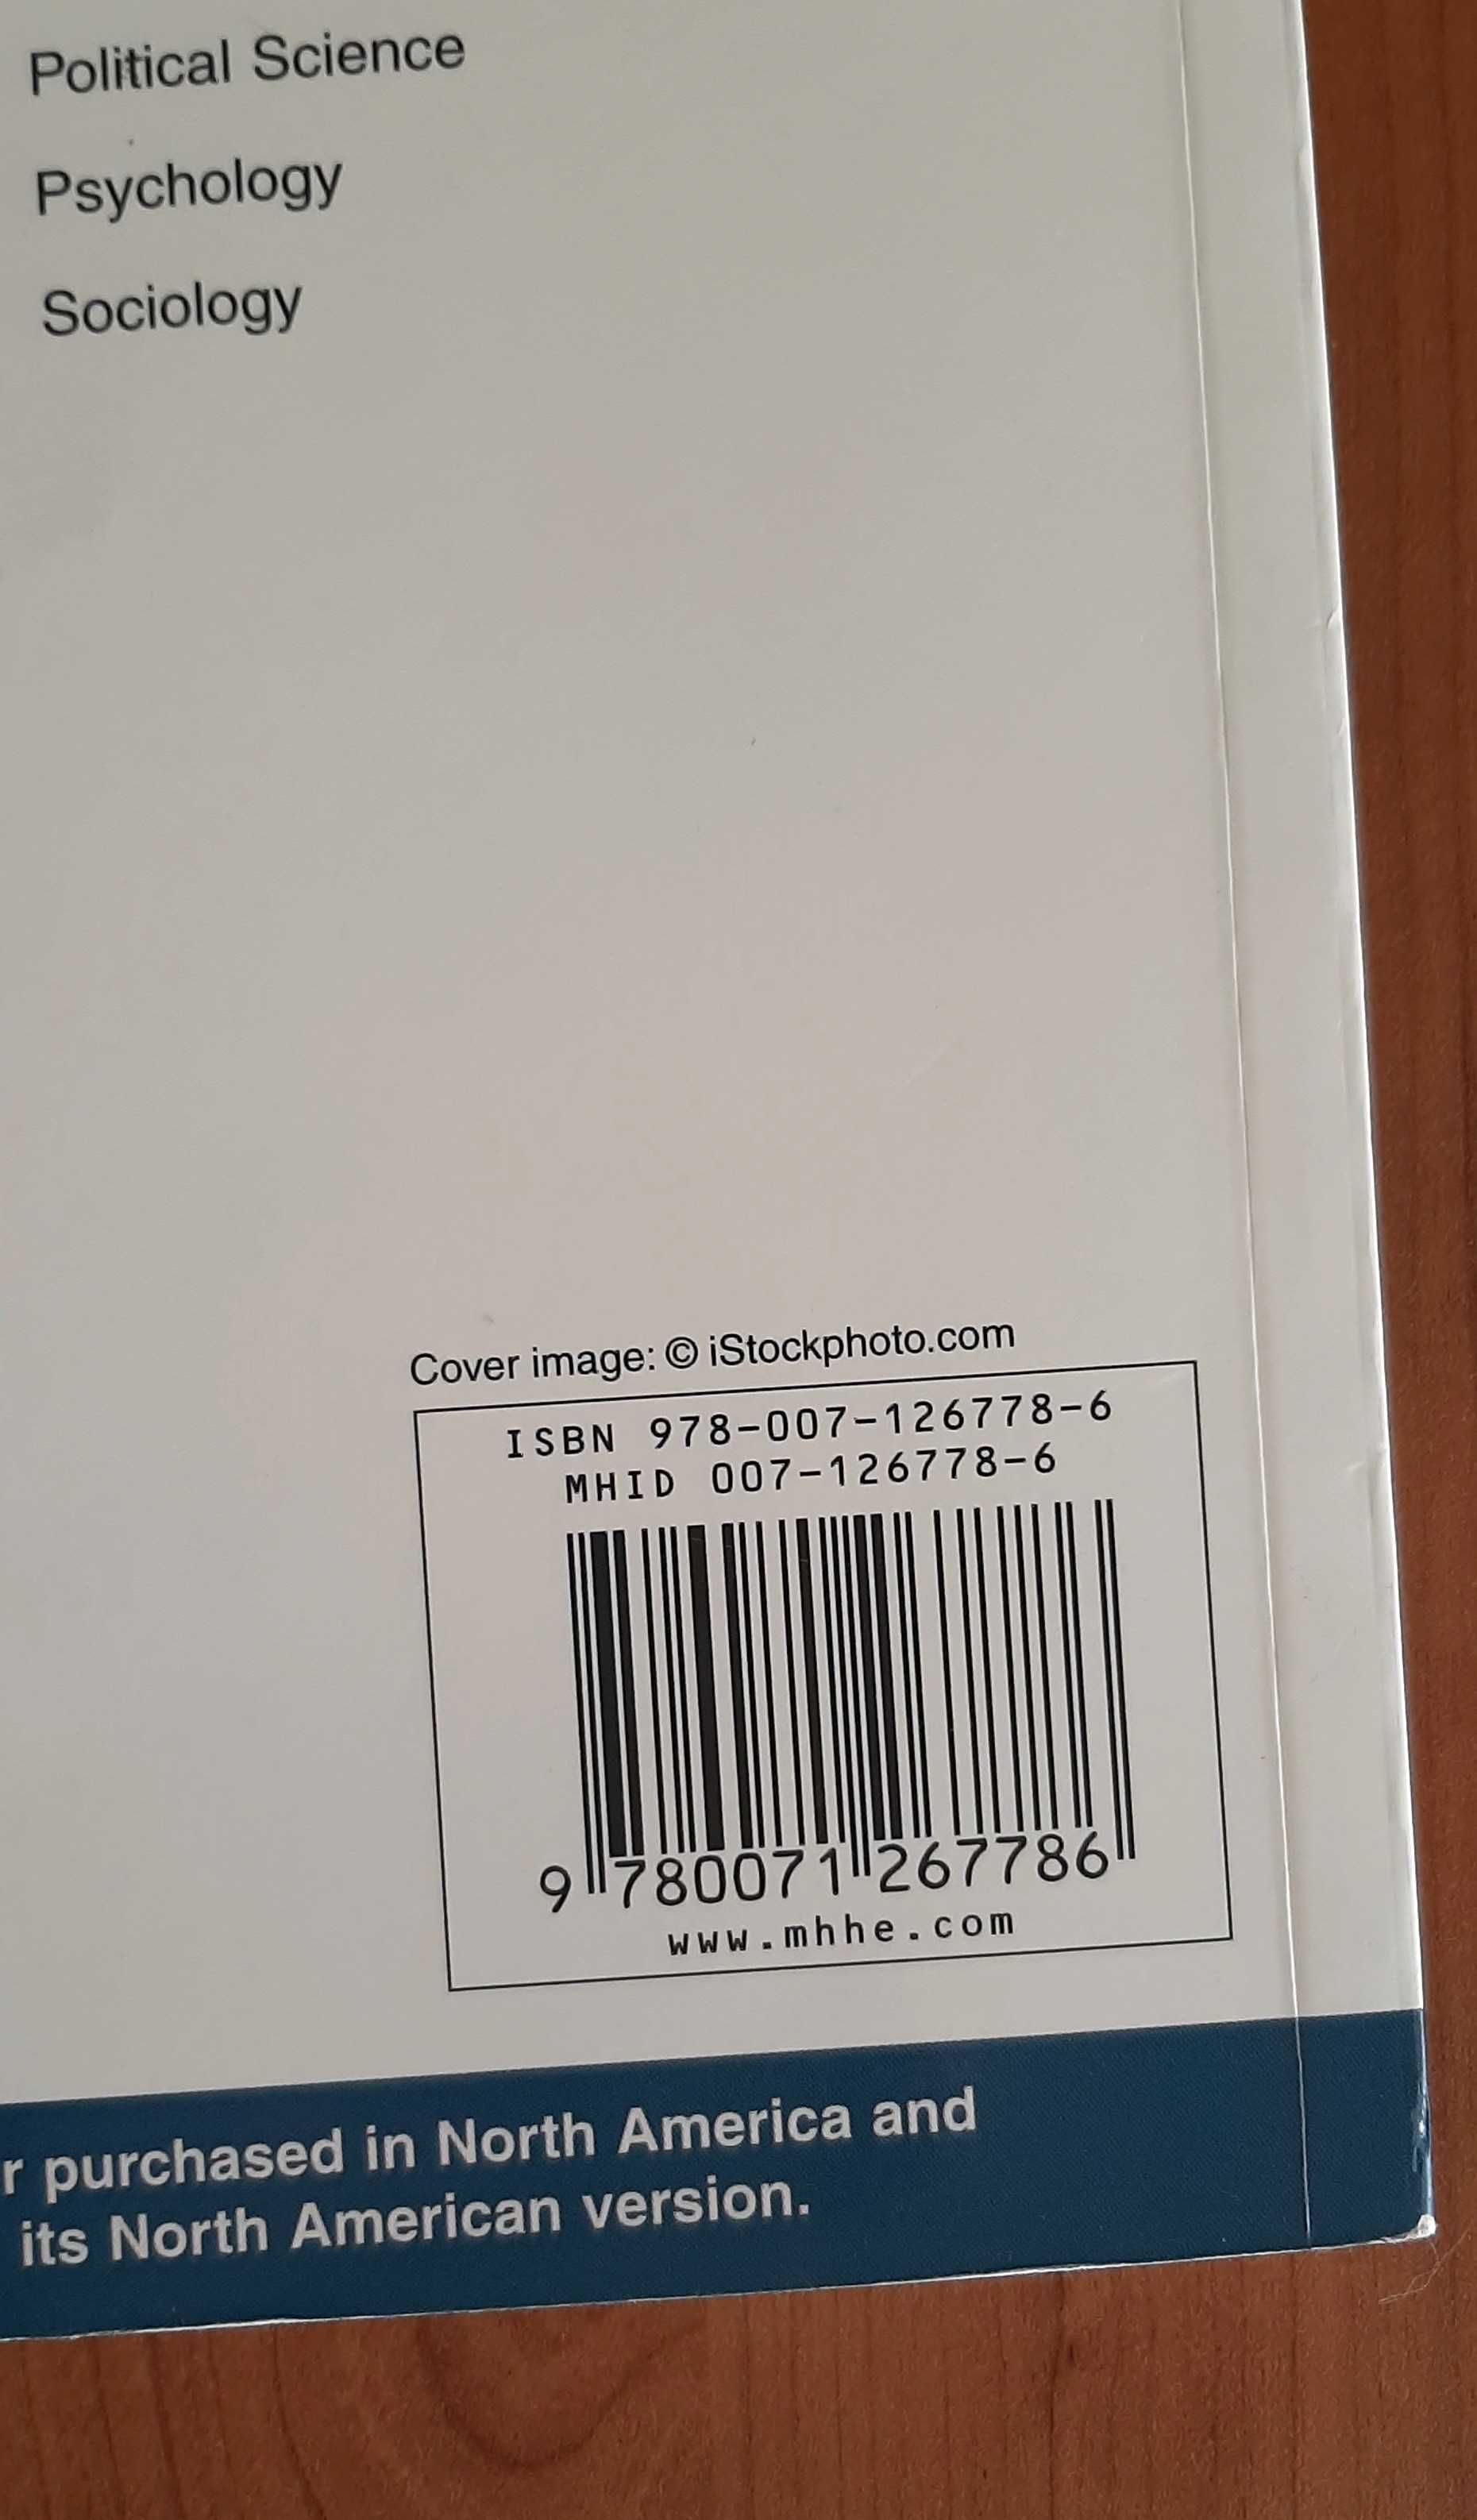 Political Science
Psychology
Sociology
Cover image: © iStockphoto.com
ISBN 978-007-126778-6
MHID 007-126778-6
9 780071 267786
www.mhhe.com
r purchased in North America and
its North American version.